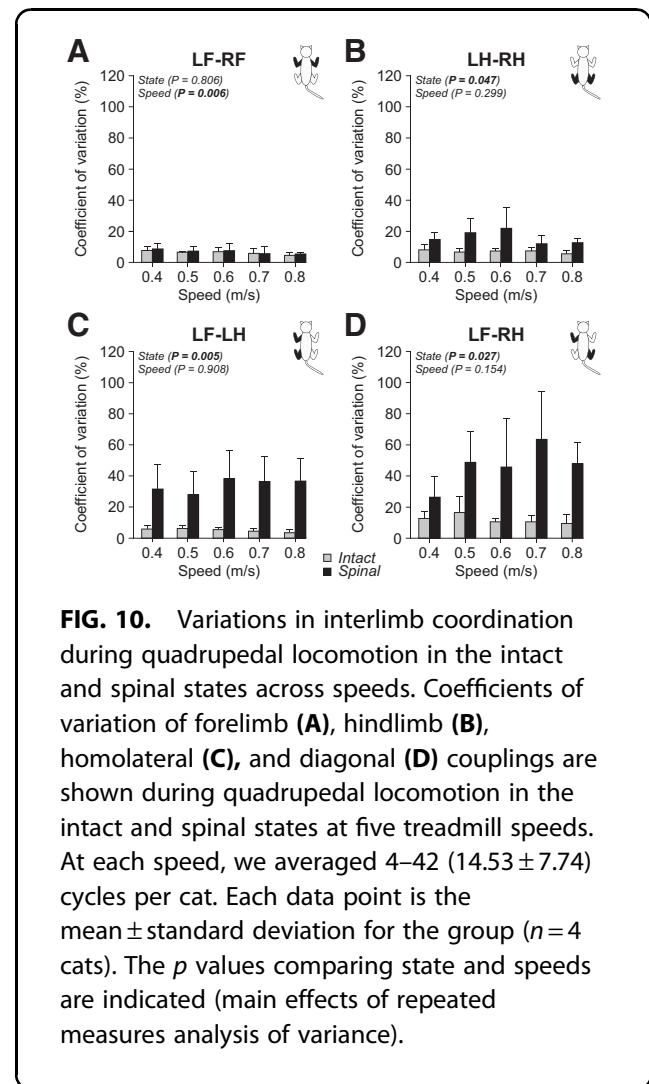 A
LF-RF
State (P = 0.806)
Speed (P = 0.006)
Coefficient of variation (%)
120
100
80
60
40
20
0
0.4 0.5 0.6 0.7 0.8
Speed (m/s)
B
LH-RH
State (P = 0.047)
Speed (P = 0.299)
Coefficient of variation (%)
120
100
80
60
40
20
0
0.4 0.5 0.6 0.7 0.8
Speed (m/s)
C
LF-LH
State (P = 0.005)
Speed (P = 0.908)
Coefficient of variation (%)
120
100
80
60
40
20
0
0.4 0.5 0.6 0.7 0.8
Speed (m/s)
D
LF-RH
State (P = 0.027)
Speed (P = 0.154)
Coefficient of variation (%)
120
100
80
60
40
20
0
0.4 0.5 0.6 0.7 0.8
Speed (m/s)
Intact
Spinal
FIG. 10. Variations in interlimb coordination
during quadrupedal locomotion in the intact
and spinal states across speeds. Coefficients of
variation of forelimb (A), hindlimb (B),
homolateral (C), and diagonal (D) couplings are
shown during quadrupedal locomotion in the
intact and spinal states at five treadmill speeds.
At each speed, we averaged 4–42 (14.53 ± 7.74)
cycles per cat. Each data point is the
mean ± standard deviation for the group (n = 4
cats). The p values comparing state and speeds
are indicated (main effects of repeated
measures analysis of variance).